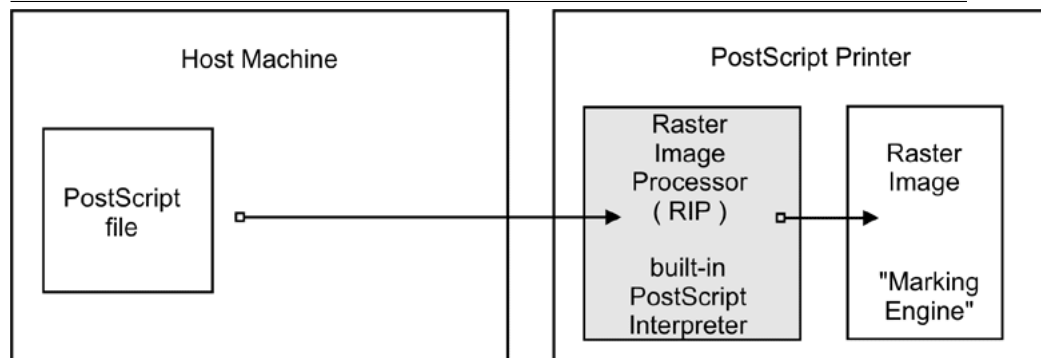 Host Machine
PostScript
file
PostScript Printer
Raster
Image
Processor
( RIP )
built-in
PostScript
Interpreter
Raster
Image
"Marking
Engine"